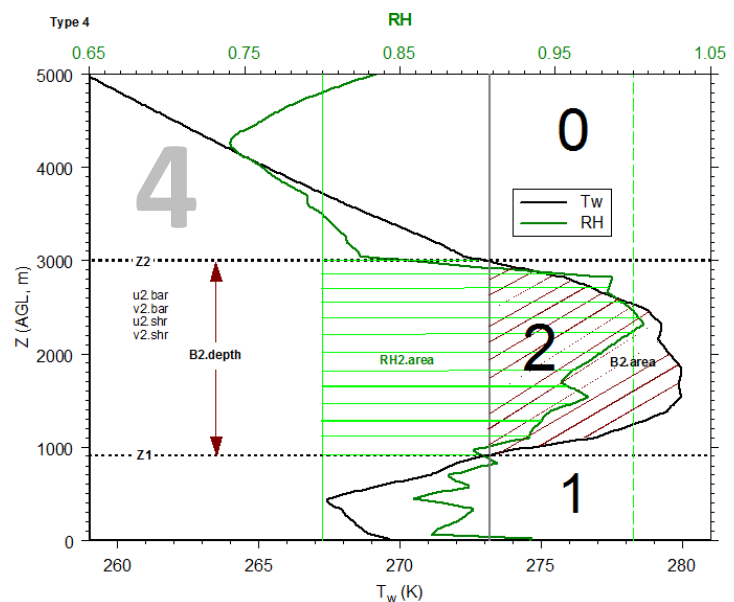 Type 4
RH
0.65 0.75 0.85 0.95 1.05
5000
4000
3000
2000
1000
0
Z (AGL, m)
4
0
Tw
RH
Z2
u2.bar
v2.bar
u2.shr
v2.shr
B2.depth
RH2.area
2
B2.area
Z1
1
260 265 270 275 280
Tw (K)